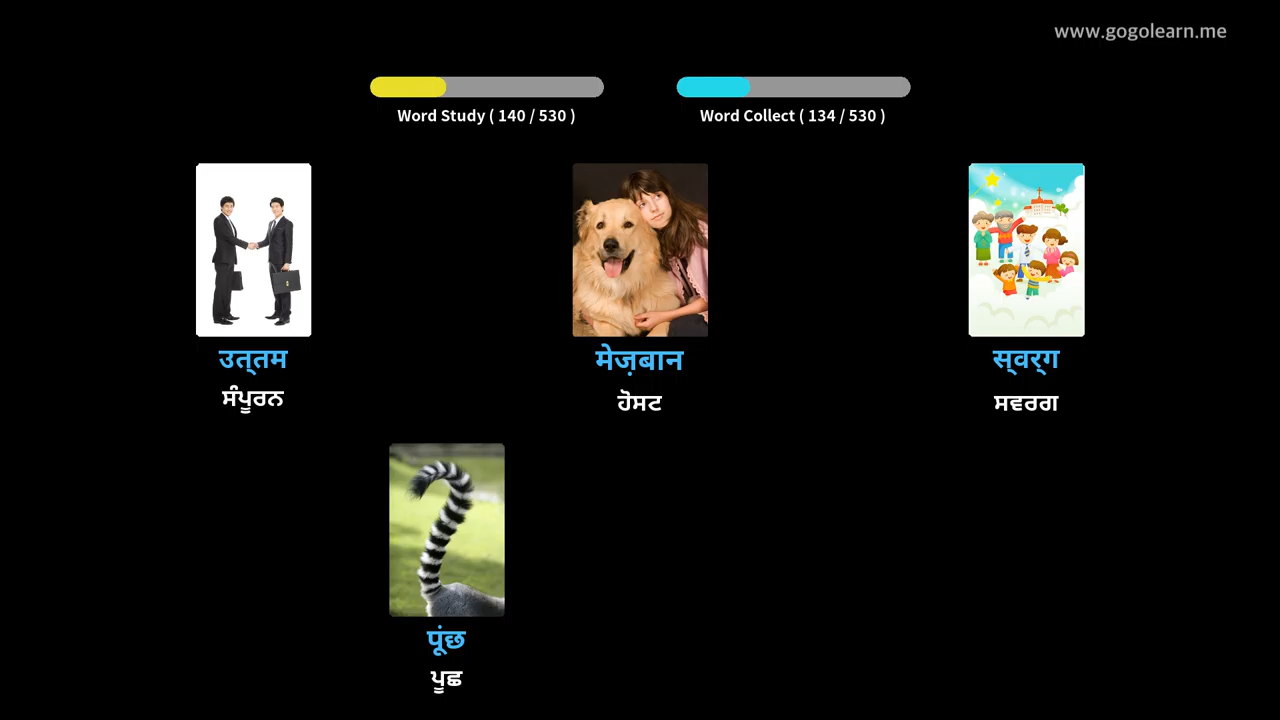 www.gogolearn.me
Word Study ( 140 / 530 )
Word Collect ( 134 / 530 )
उत्‌तम
मेज़बान
स्‌वर्‌ग
ਸੰਪੂਰਨ
ਹੋਸਟ
ਸਵਰਗ
पूंछ
ਪੂਛ